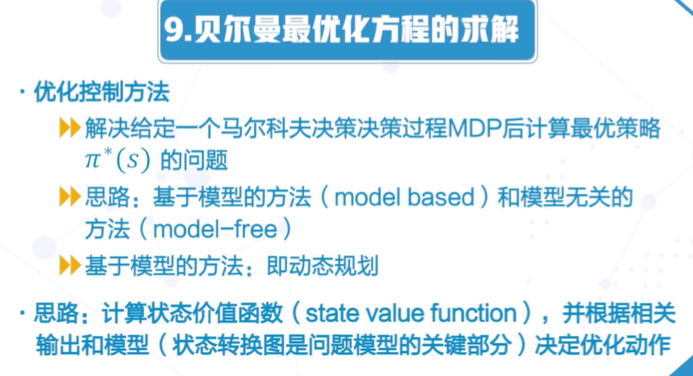 9.贝尔曼最优化方程的求解
· 优化控制方法
解决给定一个马尔科夫决策决策过程MDP后计算最优策略
π*(s) 的问题
思路：基于模型的方法（model based）和模型无关的
方法（model-free）
基于模型的方法：即动态规划
· 思路：计算状态价值函数（state value function），并根据相关
输出和模型（状态转换图是问题模型的关键部分）决定优化动作